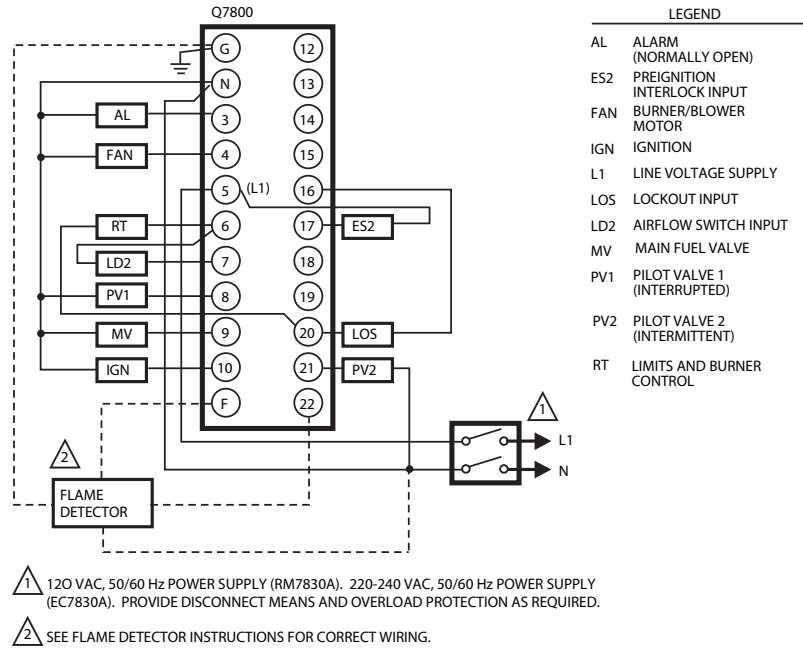 Q7800
G
12
N
13
AL
3
14
FAN
4
15
5
(L1)
16
RT
6
17
ES2
LD2
7
18
PV1
8
19
MV
9
20
LOS
IGN
10
21
PV2
F
22
1
L1
N
2
FLAME
DETECTOR
LEGEND
AL ALARM
(NORMALLY OPEN)
ES2 PREIGNITION
INTERLOCK INPUT
FAN BURNER/BLOWER
MOTOR
IGN IGNITION
L1 LINE VOLTAGE SUPPLY
LOS LOCKOUT INPUT
LD2 AIRFLOW SWITCH INPUT
MV MAIN FUEL VALVE
PV1 PILOT VALVE 1
(INTERRUPTED)
PV2 PILOT VALVE 2
(INTERMITTENT)
RT LIMITS AND BURNER
CONTROL
1 12O VAC, 50/60 Hz POWER SUPPLY (RM7830A). 220-240 VAC, 50/60 Hz POWER SUPPLY
(EC7830A). PROVIDE DISCONNECT MEANS AND OVERLOAD PROTECTION AS REQUIRED.
2 SEE FLAME DETECTOR INSTRUCTIONS FOR CORRECT WIRING.